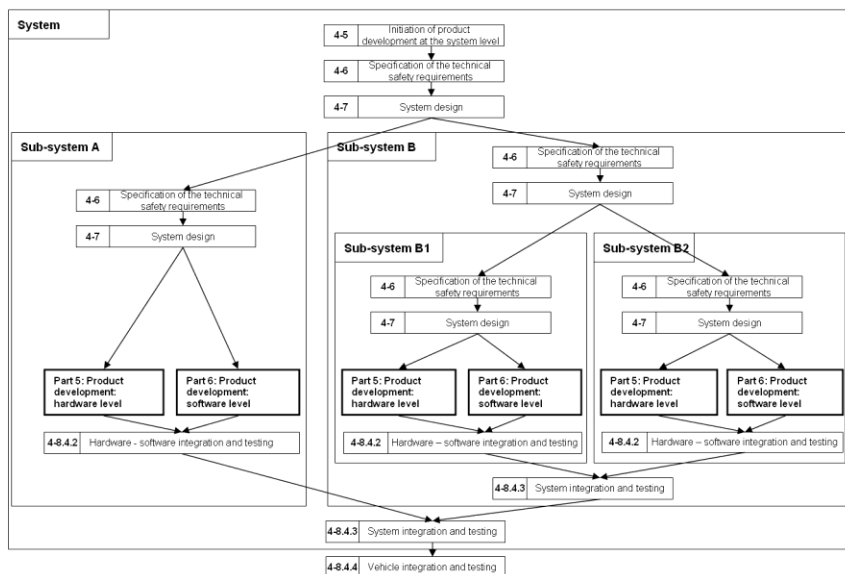 System
4-5 Initiation of product
development at the system level
4-6 Specification of the technical
safety requirements
4-7 System design
Sub-system A
Sub-system B
4-6 Specification of the technical
safety requirements
4-7 System design
4-6 Specification of the technical
safety requirements
4-7 System design
Sub-system B1
Sub-system B2
4-6 Specification of the technical
safety requirements
4-7 System design
4-6 Specification of the technical
safety requirements
4-7 System design
Part 5: Product
development:
hardware level
Part 6: Product
development:
software level
Part 5: Product
development:
hardware level
Part 6: Product
development:
software level
Part 5: Product
development:
hardware level
Part 6: Product
development:
software level
4-8.4.2 Hardware - software integration and testing
4-8.4.2 Hardware – software integration and testing
4-8.4.2 Hardware – software integration and testing
4-8.4.3 System integration and testing
4-8.4.3 System integration and testing
4-8.4.4 Vehicle integration and testing